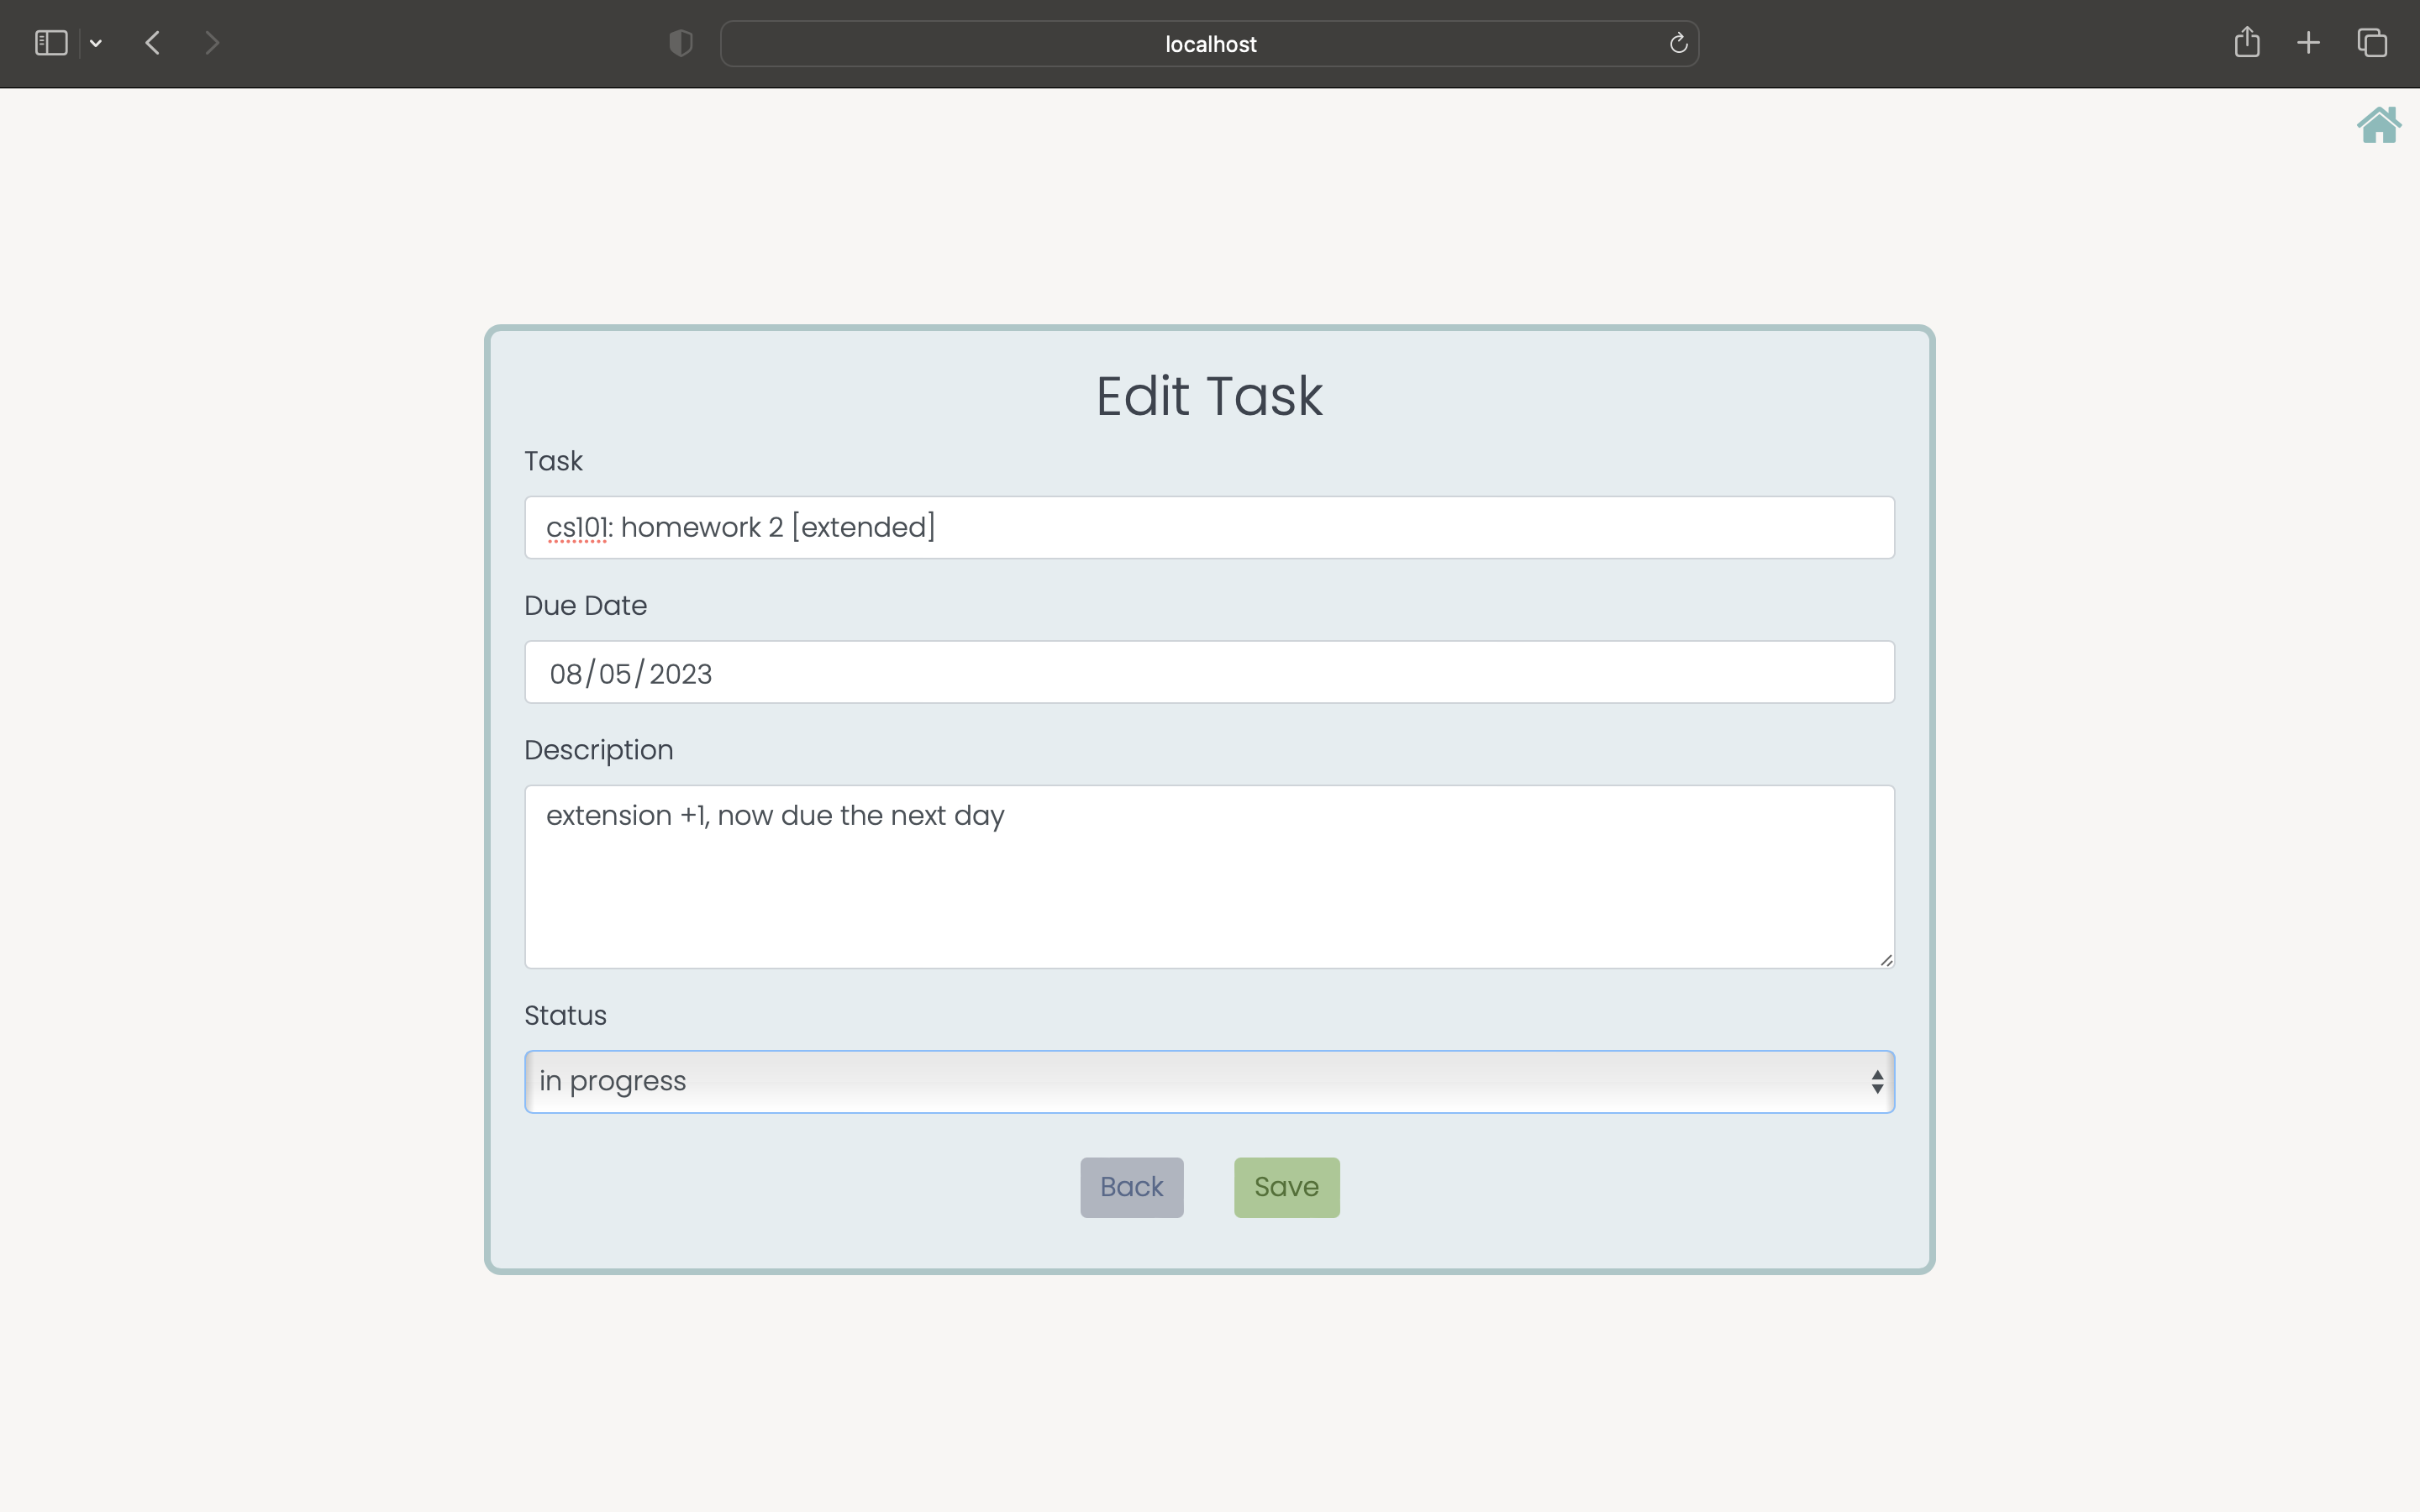 localhost
Edit Task
Task
cs101: homework 2 [extended]
Due Date
08/05/2023
Description
extension +1, now due the next day
Status
in progress
Back
Save